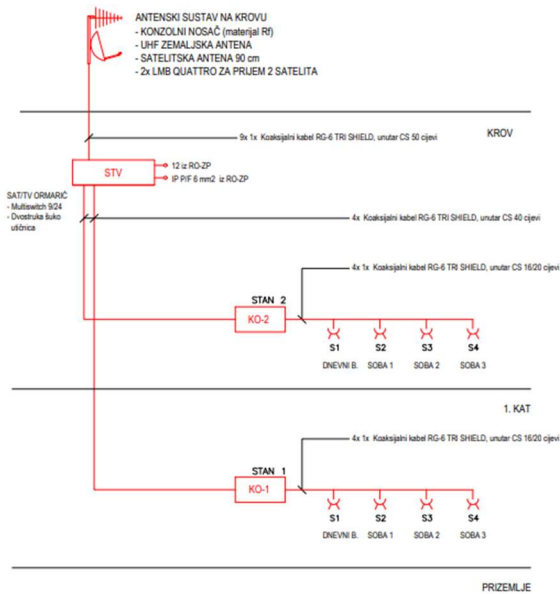 ANTENSKI SUSTAV NA KROVU
- KONZOLNI NOSAČ (materijal Rf)
- UHF ZEMALJSKA ANTENA
- SATELITSKA ANTENA 90 cm
- 2x LMB QUATTRO ZA PRIJEM 2 SATELITA
9x 1x Koaksijalni kabel RG-6 TRI SHIELD, unutar CS 50 cijevi
KROV
STV
12 iz RO-ZP
IP P/F 6 mm2 iz RO-ZP
SAT/TV ORMARIĆ
- Multiswitch 9/24
- Dvostruka šuko
utičnica
4x Koaksijalni kabel RG-6 TRI SHIELD, unutar CS 40 cijevi
4x 1x Koaksijalni kabel RG-6 TRI SHIELD, unutar CS 16/20 cijevi
STAN 2
KO-2
S1 S2 S3 S4
DNEVNI B. SOBA 1 SOBA 2 SOBA 3
1. KAT
4x 1x Koaksijalni kabel RG-6 TRI SHIELD, unutar CS 16/20 cijevi
STAN 1
KO-1
S1 S2 S3 S4
DNEVNI B. SOBA 1 SOBA 2 SOBA 3
PRIZEMLJE